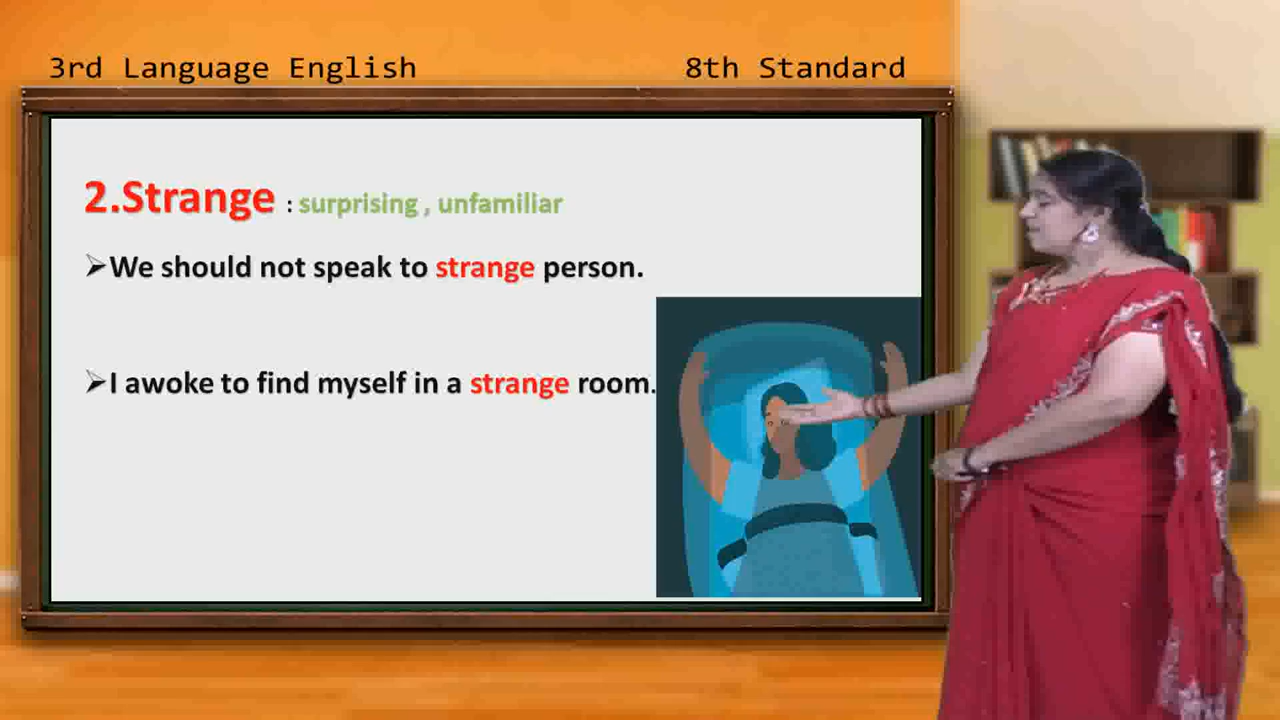 3rd Language English 8th Standard
2.Strange : surprising , unfamiliar
➢We should not speak to strange person.
➢I awoke to find myself in a strange room.